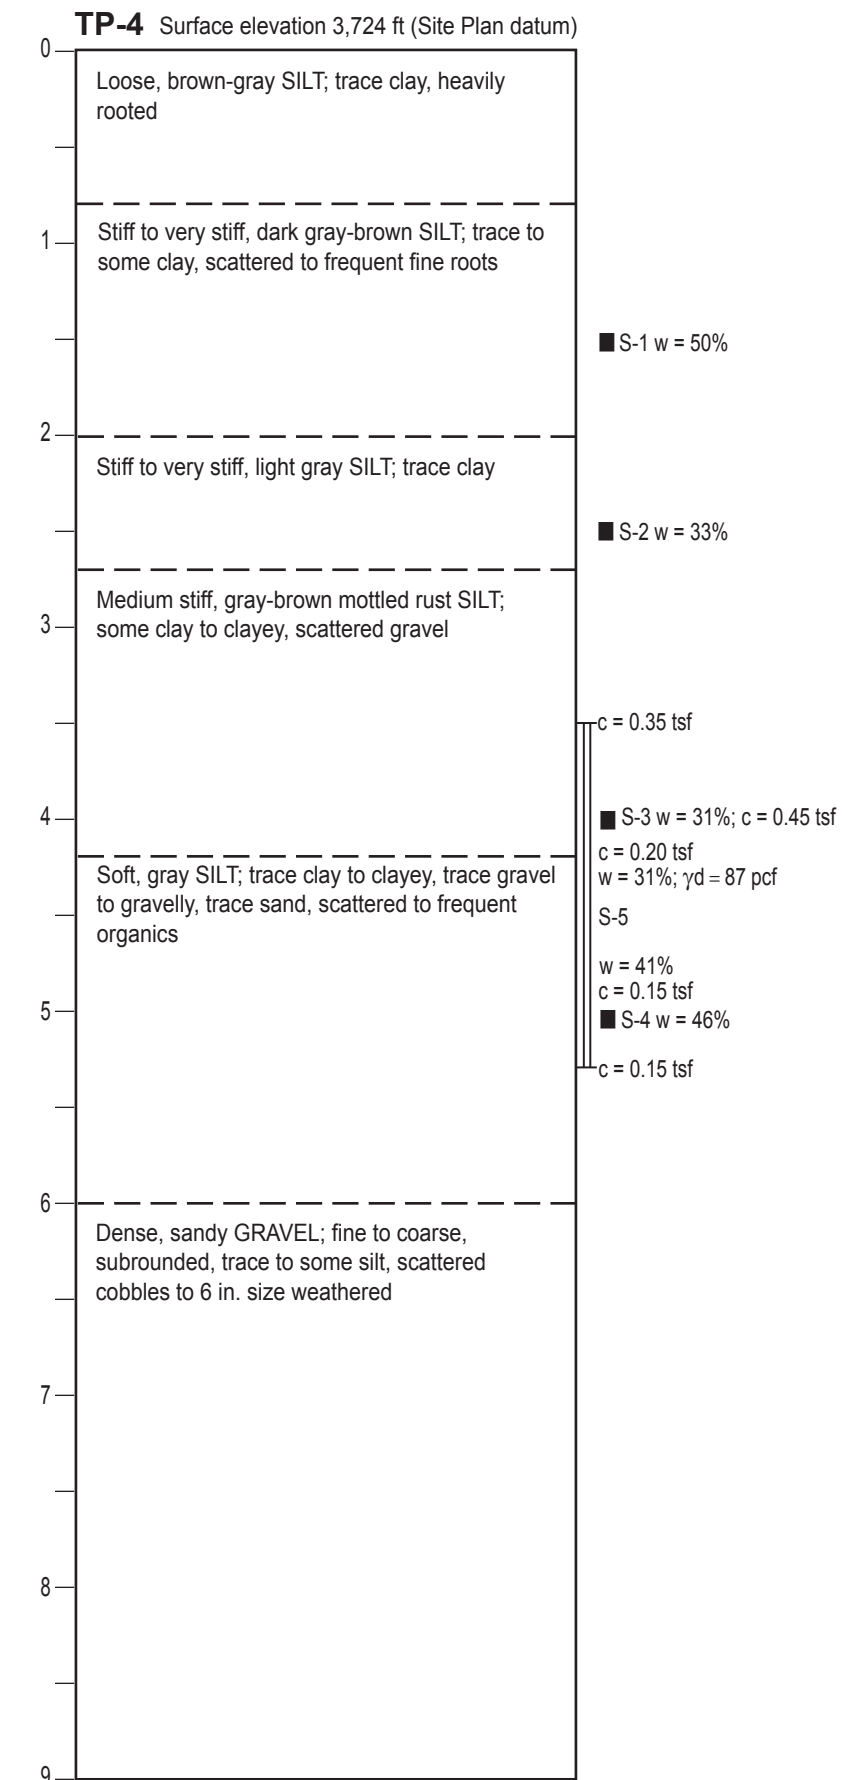 TP-4 Surface elevation 3,724 ft (Site Plan datum)
0
Loose, brown-gray SILT; trace clay, heavily
rooted
1
Stiff to very stiff, dark gray-brown SILT; trace to
some clay, scattered to frequent fine roots
S-1 w = 50%
2
Stiff to very stiff, light gray SILT; trace clay
S-2 w = 33%
Medium stiff, gray-brown mottled rust SILT;
3
some clay to clayey, scattered gravel
c = 0.35 tsf
4
S-3 w = 31%; c = 0.45 tsf
c = 0.20 tsf
Soft, gray SILT; trace clay to clayey, trace gravel
to gravelly, trace sand, scattered to frequent
organics
w = 31%; γd = 87 pcf
S-5
w = 41%
c = 0.15 tsf
5
S-4 w = 46%
c = 0.15 tsf
6
Dense, sandy GRAVEL; fine to coarse,
subrounded, trace to some silt, scattered
cobbles to 6 in. size weathered
7
8
9